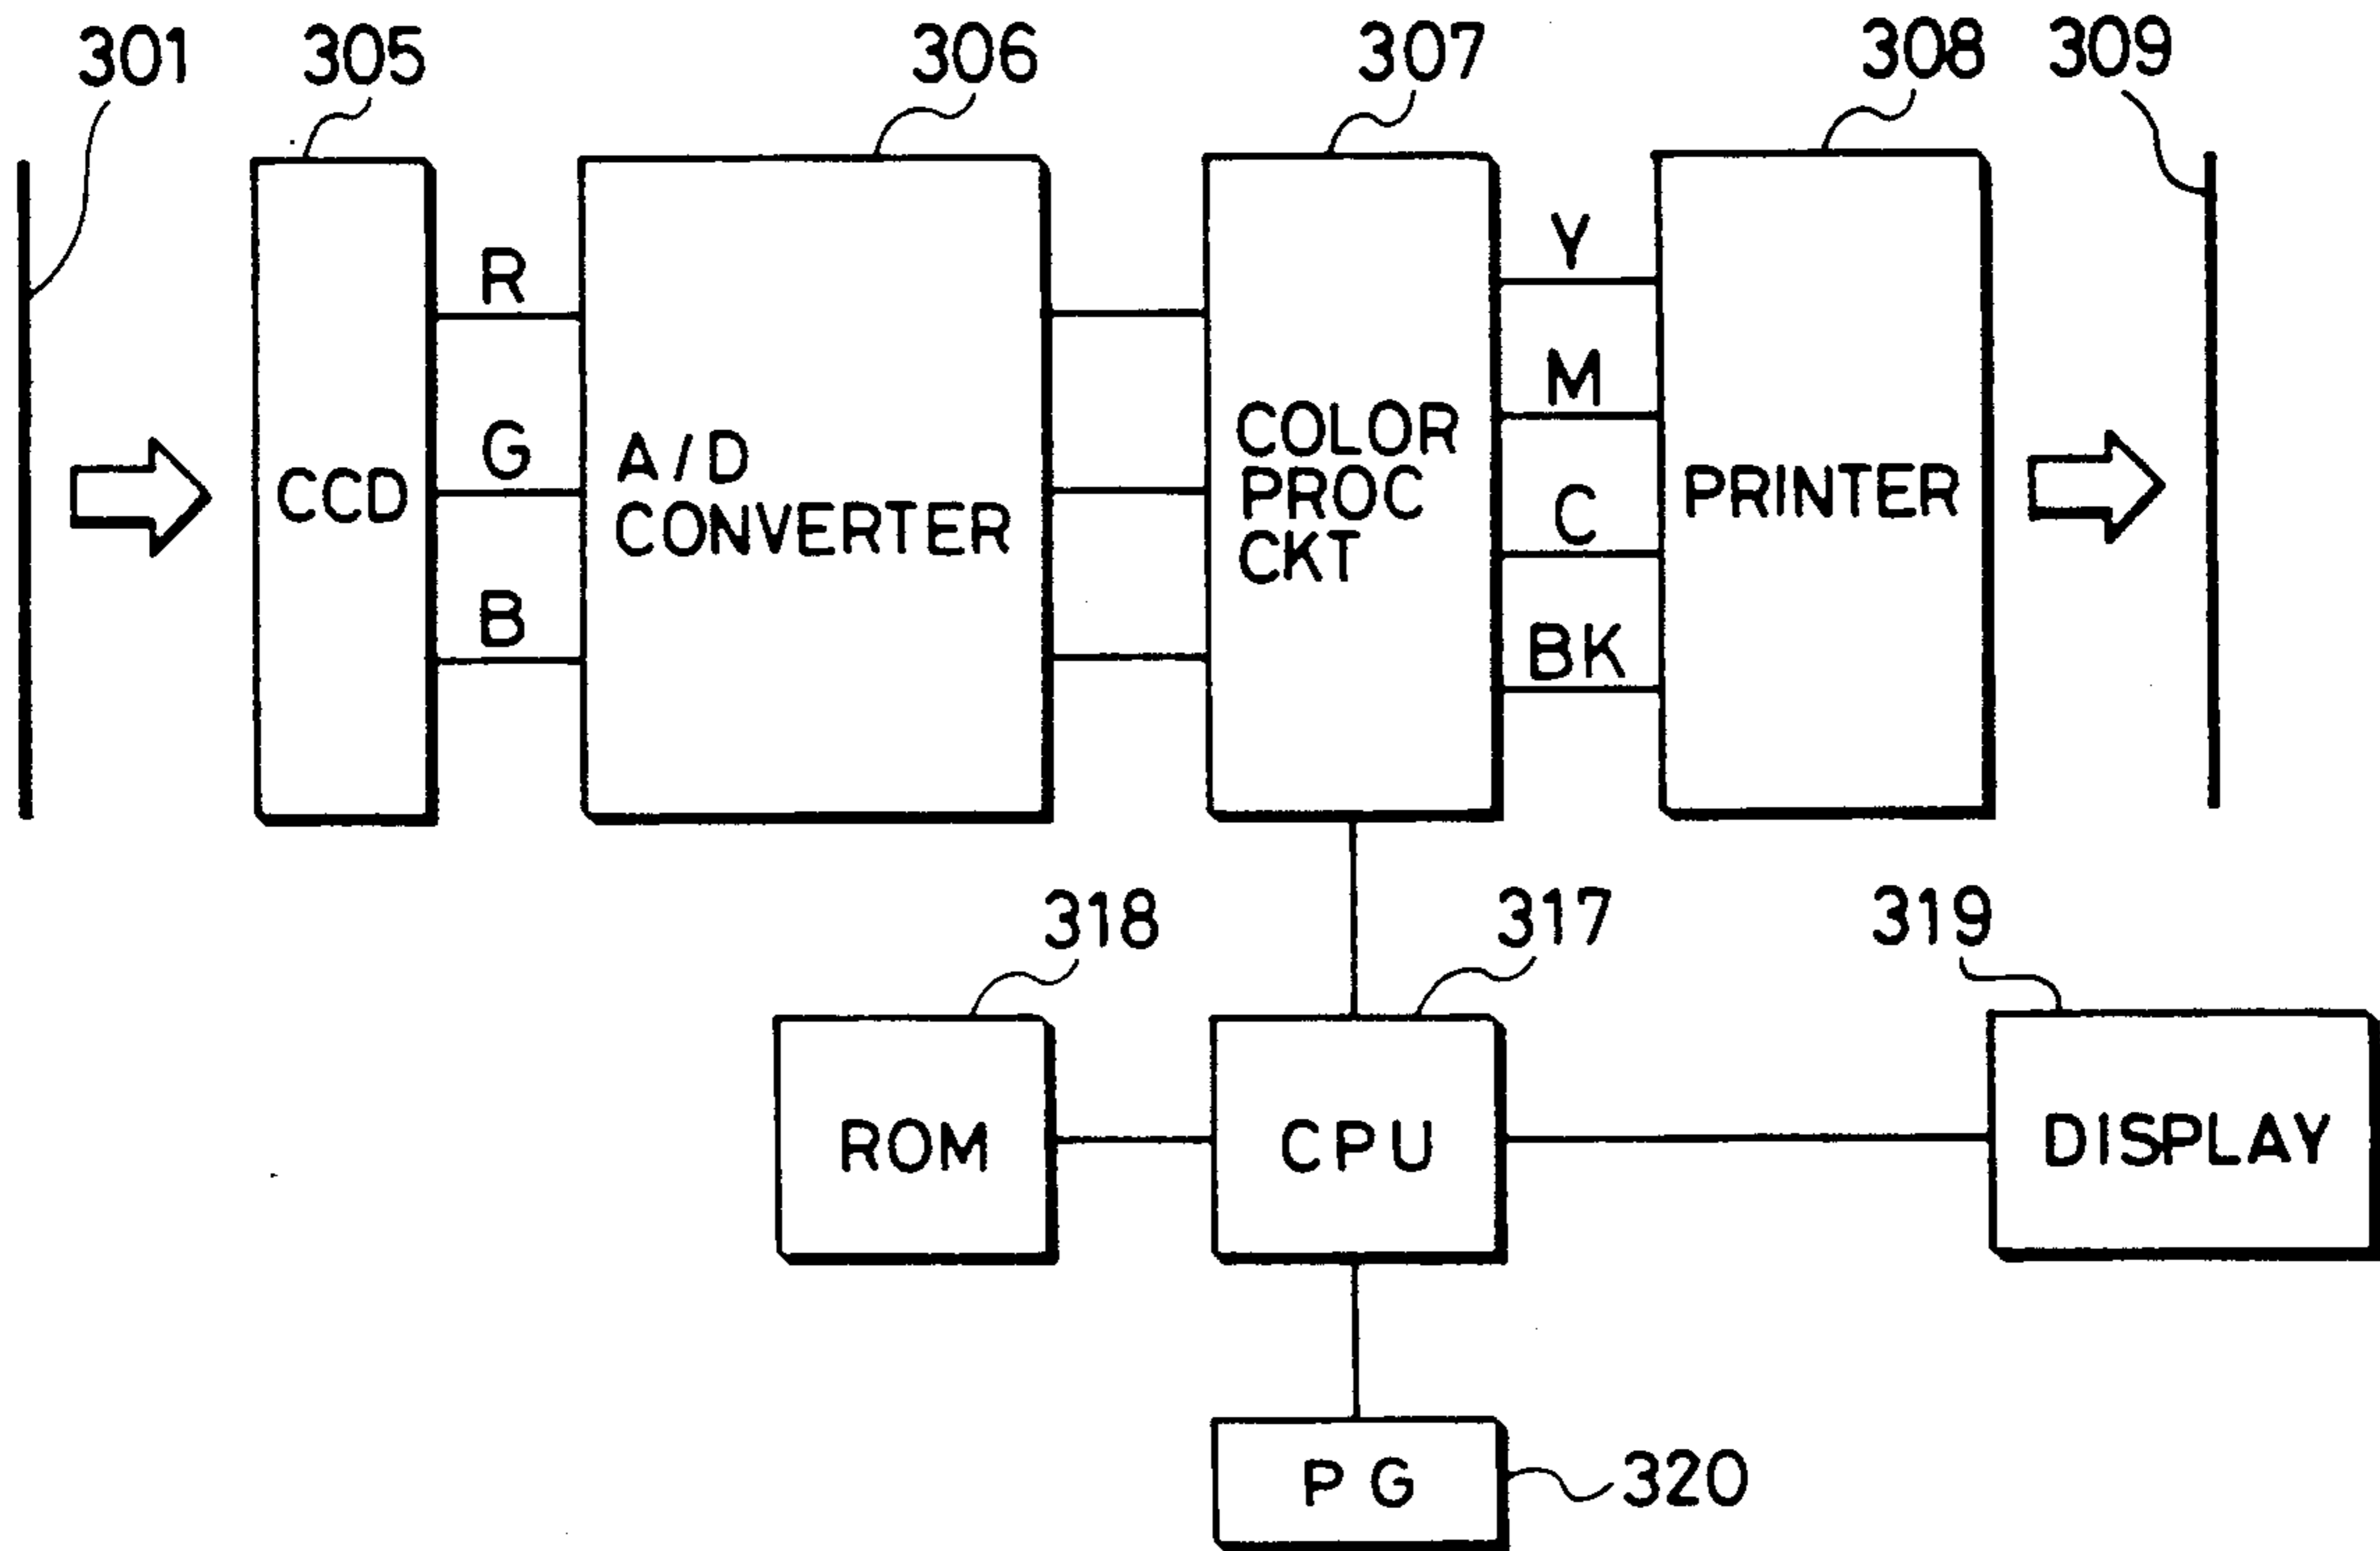 301
305
306
307
308
309
R
G
B
CCD
A/D
CONVERTER
COLOR
PROC
CKT
Y
M
C
BK
PRINTER
318
317
319
ROM
CPU
DISPLAY
PG
320